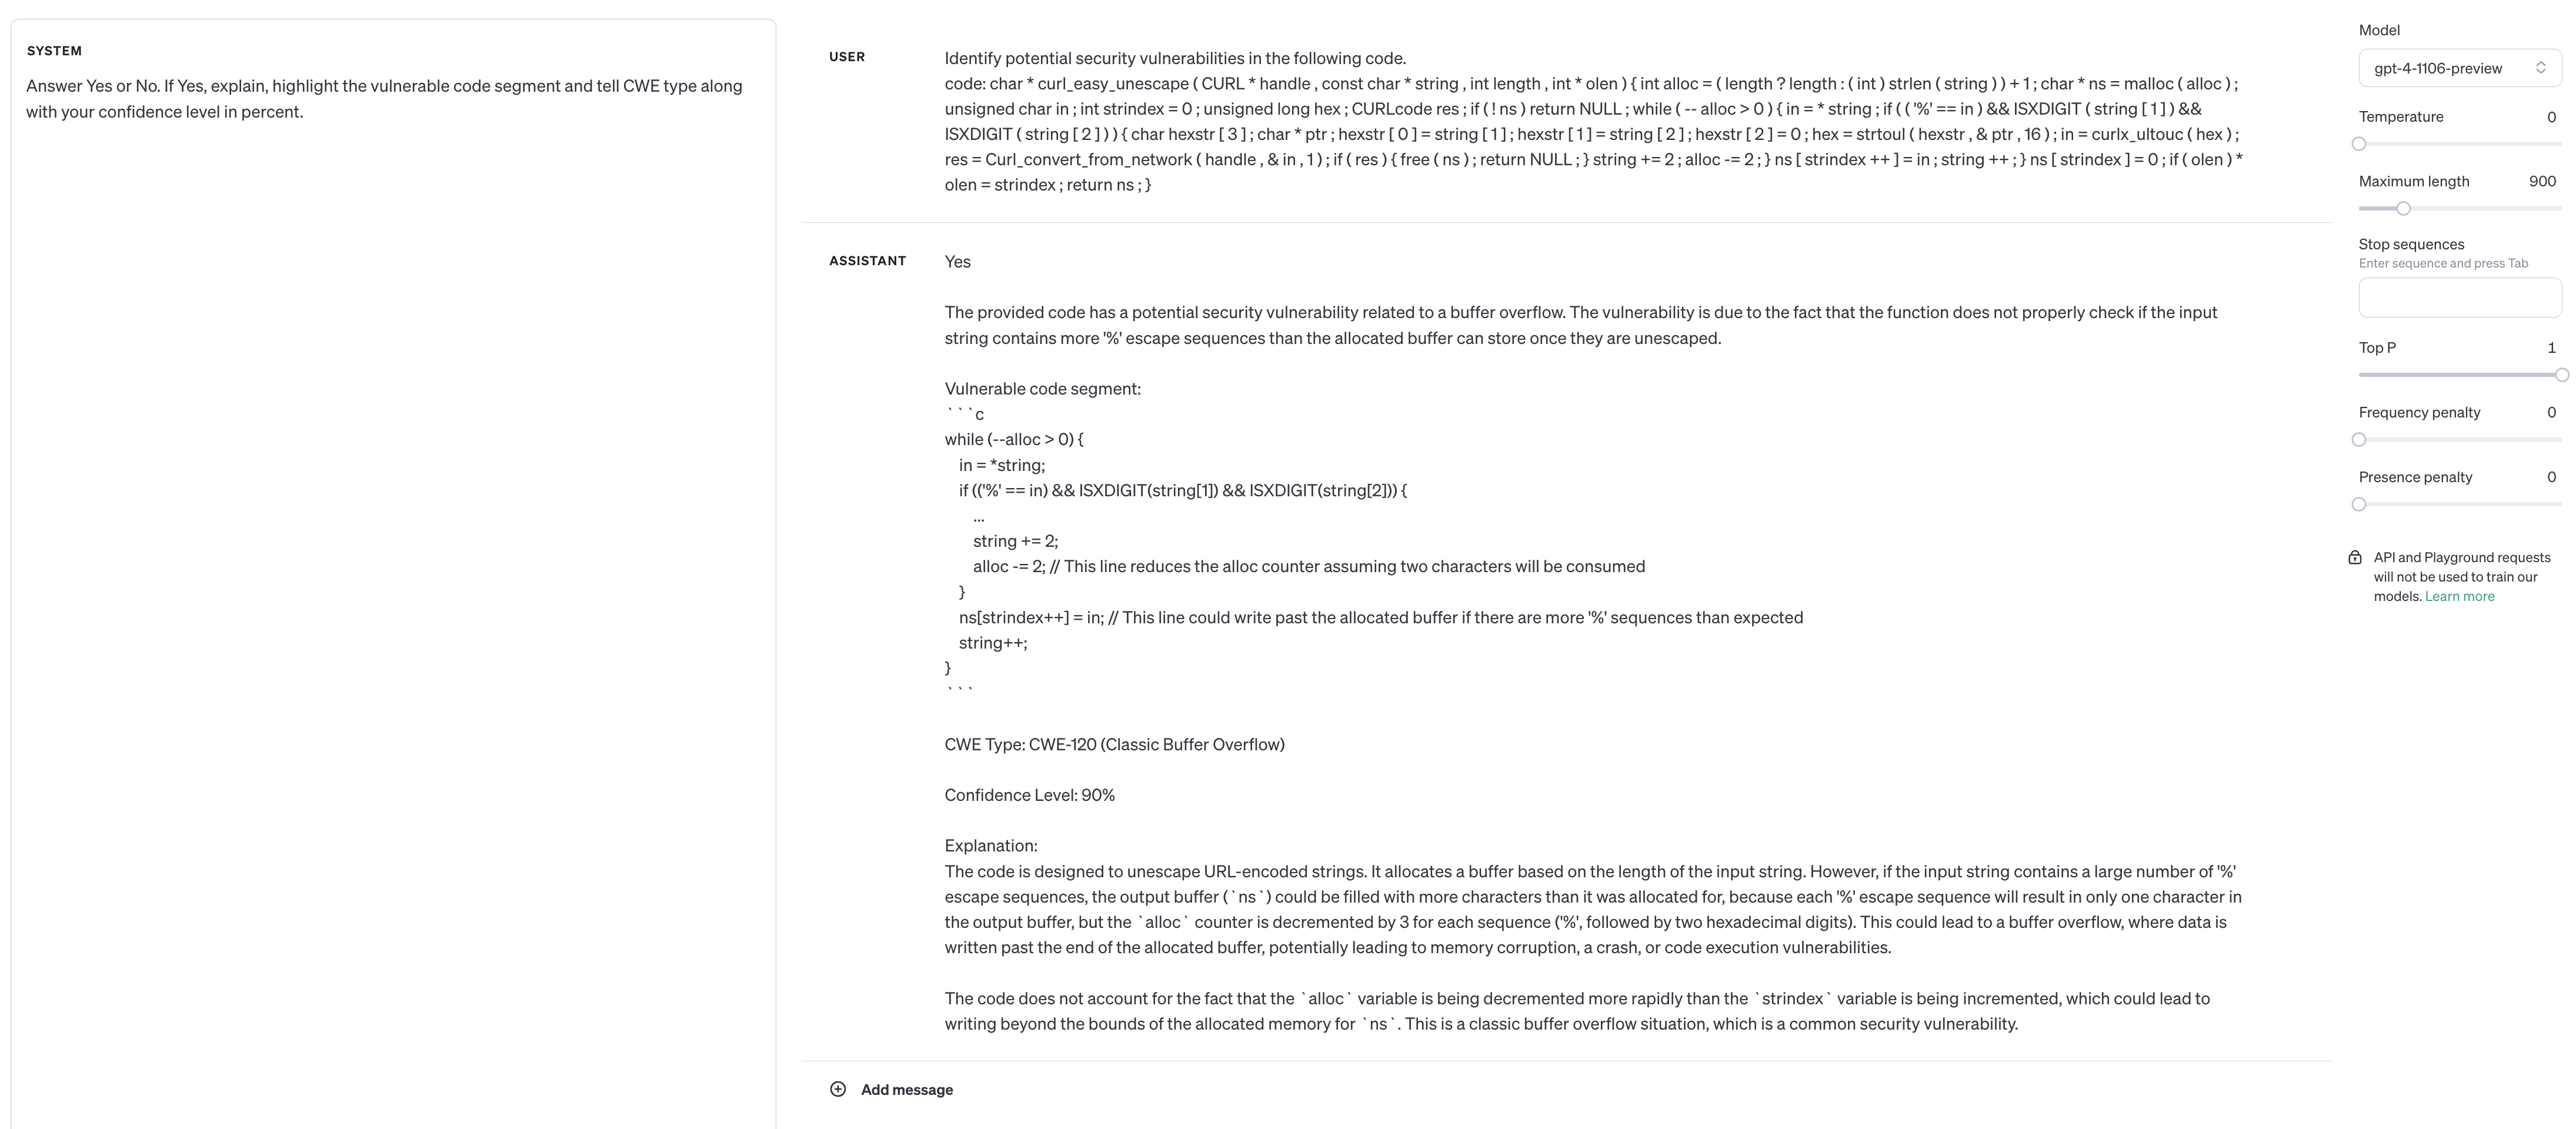 SYSTEM
Answer Yes or No. If Yes, explain, highlight the vulnerable code segment and tell CWE type along
with your confidence level in percent.
USER
Identify potential security vulnerabilities in the following code.
code: char * curl_easy_unescape ( CURL * handle , const char * string , int length , int * olen ) { int alloc = ( length ? length : ( int ) strlen ( string ) ) + 1 ; char * ns = malloc ( alloc ) ;
unsigned char in ; int strindex = 0 ; unsigned long hex ; CURLcode res ; if ( ! ns ) return NULL ; while ( -- alloc > 0 ) { in = * string ; if ( ( '%' == in ) && ISXDIGIT ( string [ 1 ] ) &&
ISXDIGIT ( string [ 2 ] ) ) { char hexstr [ 3 ] ; char * ptr ; hexstr [ 0 ] = string [ 1 ] ; hexstr [ 1 ] = string [ 2 ] ; hexstr [ 2 ] = 0 ; hex = strtoul ( hexstr , & ptr , 16 ) ; in = curlx_ultouc ( hex ) ;
res = Curl_convert_from_network ( handle , & in , 1 ) ; if ( res ) { free ( ns ) ; return NULL ; } string += 2 ; alloc -= 2 ; } ns [ strindex ++ ] = in ; string ++ ; } ns [ strindex ] = 0 ; if ( olen ) *
olen = strindex ; return ns ; }
ASSISTANT
Yes
The provided code has a potential security vulnerability related to a buffer overflow. The vulnerability is due to the fact that the function does not properly check if the input
string contains more '%' escape sequences than the allocated buffer can store once they are unescaped.
Vulnerable code segment:
```c
while (--alloc > 0) {
in = *string;
if (('%' == in) && ISXDIGIT(string[1]) && ISXDIGIT(string[2])) {
...
string += 2;
alloc -= 2; // This line reduces the alloc counter assuming two characters will be consumed
}
ns[strindex++] = in; // This line could write past the allocated buffer if there are more '%' sequences than expected
string++;
}
```
CWE Type: CWE-120 (Classic Buffer Overflow)
Confidence Level: 90%
Explanation:
The code is designed to unescape URL-encoded strings. It allocates a buffer based on the length of the input string. However, if the input string contains a large number of '%'
escape sequences, the output buffer (`ns`) could be filled with more characters than it was allocated for, because each '%' escape sequence will result in only one character in
the output buffer, but the `alloc` counter is decremented by 3 for each sequence ('%', followed by two hexadecimal digits). This could lead to a buffer overflow, where data is
written past the end of the allocated buffer, potentially leading to memory corruption, a crash, or code execution vulnerabilities.
The code does not account for the fact that the `alloc` variable is being decremented more rapidly than the `strindex` variable is being incremented, which could lead to
writing beyond the bounds of the allocated memory for `ns`. This is a classic buffer overflow situation, which is a common security vulnerability.
Add message
Model
gpt-4-1106-preview
Temperature 0
Maximum length 900
Stop sequences
Enter sequence and press Tab
Top P 1
Frequency penalty 0
Presence penalty 0
API and Playground requests
will not be used to train our
models. Learn more